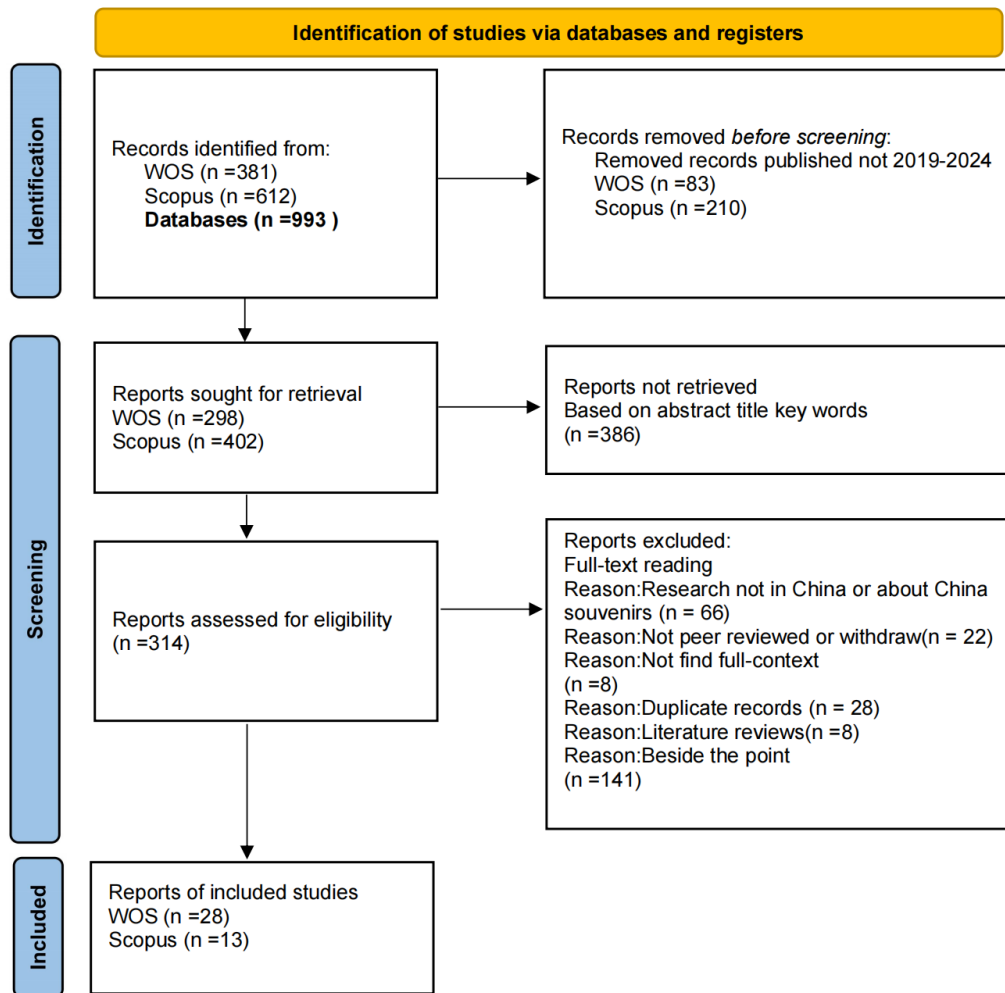 Identification of studies via databases and registers
Identification
Records identified from:
WOS (n =381)
Scopus (n =612)
Databases (n =993 )
Records removed before screening:
Removed records published not 2019-2024
WOS (n =83)
Scopus (n =210)
Screening
Reports sought for retrieval
WOS (n =298)
Scopus (n =402)
Reports not retrieved
Based on abstract title key words
(n =386)
Reports assessed for eligibility
(n =314)
Reports excluded:
Full-text reading
Reason:Research not in China or about China
souvenirs (n = 66)
Reason:Not peer reviewed or withdraw(n = 22)
Reason:Not find full-context
(n =8)
Reason:Duplicate records (n = 28)
Reason:Literature reviews(n =8)
Reason:Beside the point
(n =141)
Included
Reports of included studies
WOS (n =28)
Scopus (n =13)